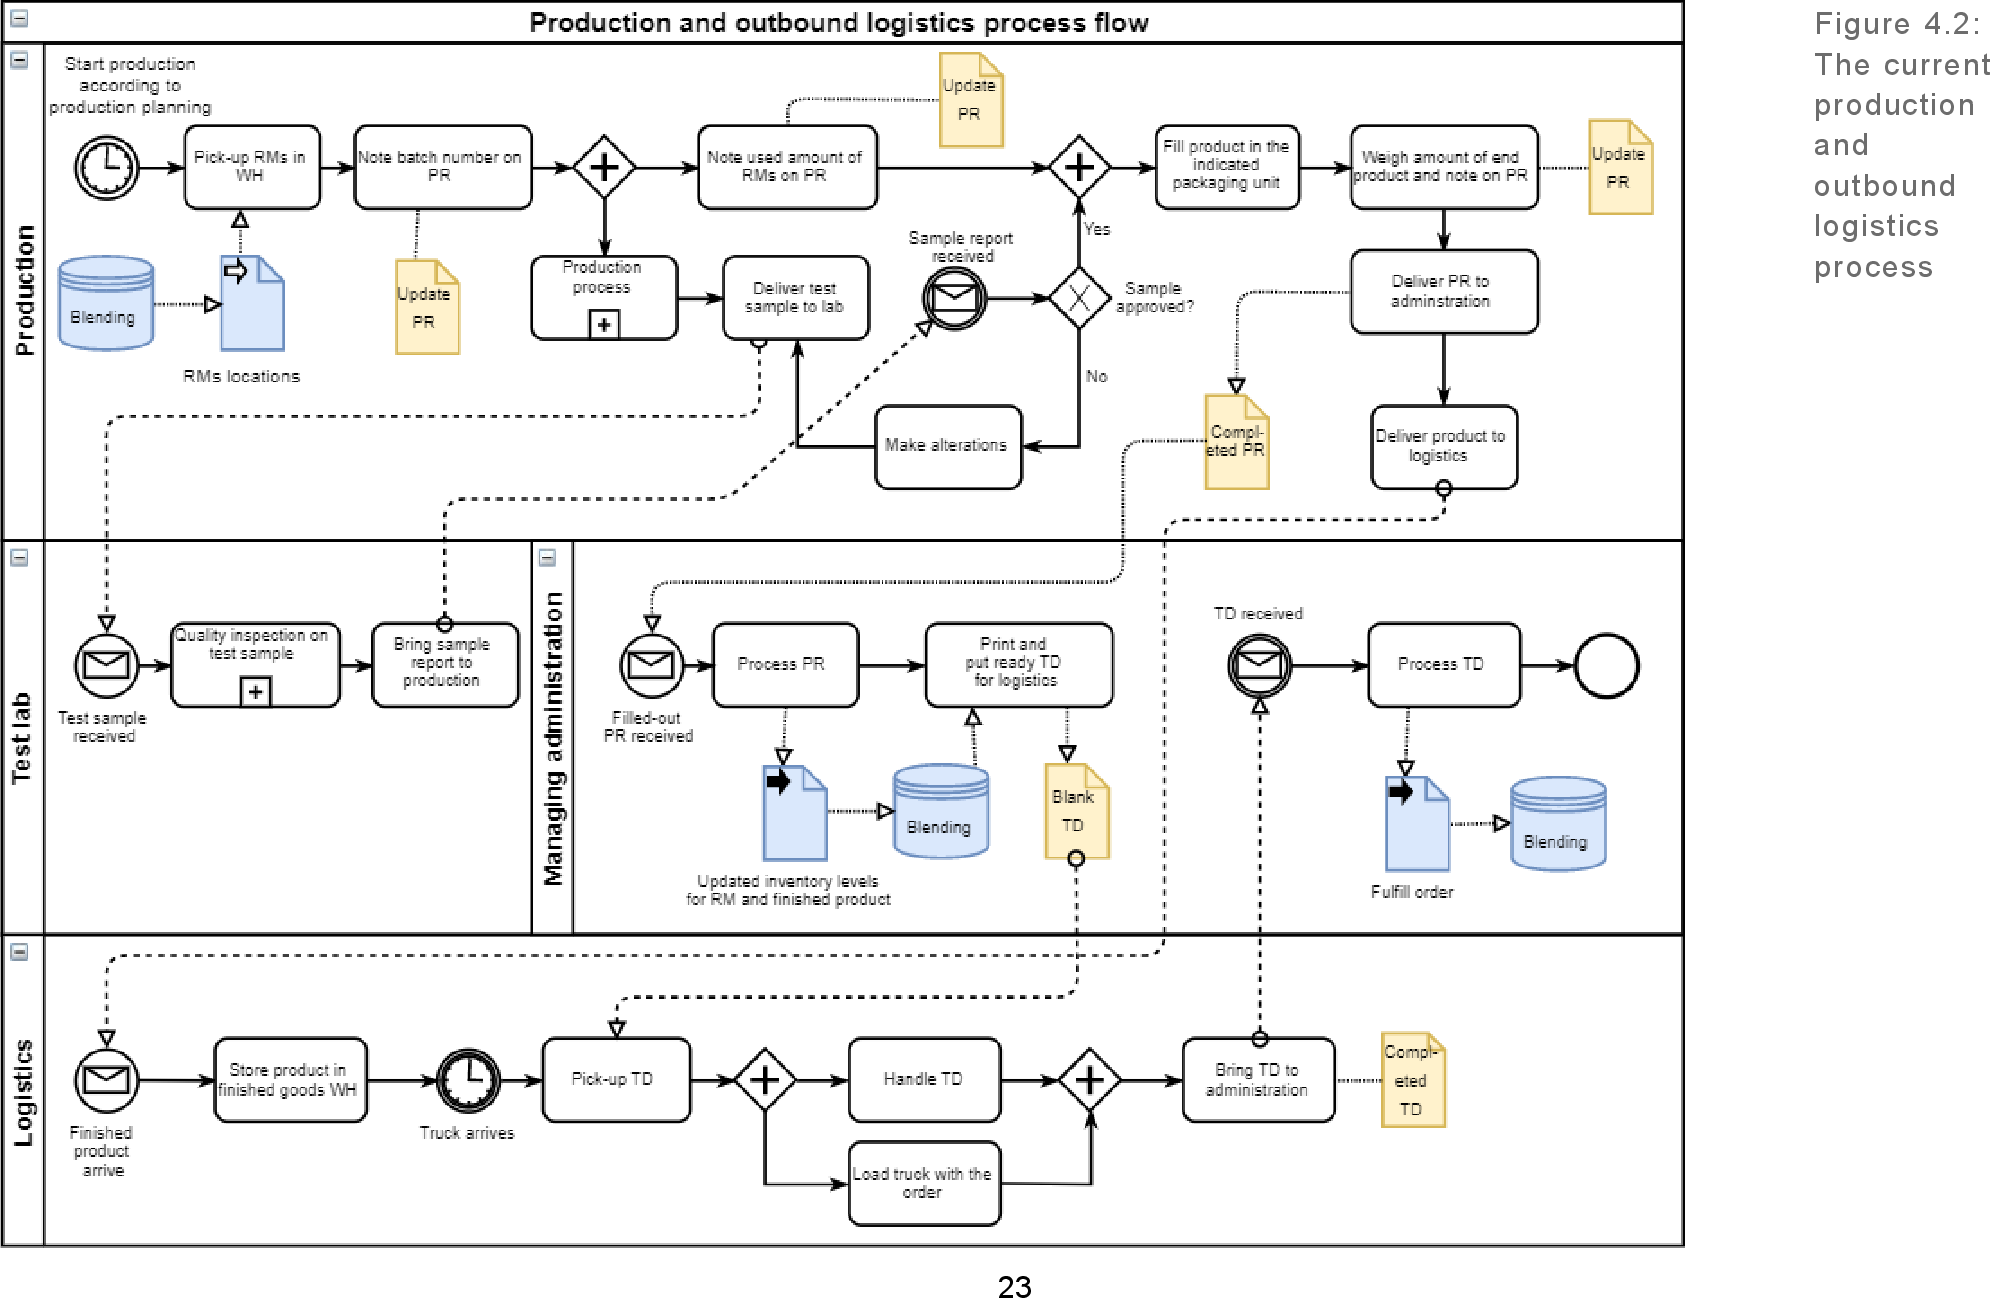 Production and outbound logistics process flow
Figure 4.2:
The current
production
and
outbound
logistics
process
Production
Start production
according to
production planning
Pick-up RMs in
WH
Note batch number on
PR
Note used amount of
RMs on PR
Update
PR
Fill product in the
indicated
packaging unit
Weigh amount of end
product and note on PR
Update
PR
Blending
RMs locations
Update
PR
Production
process
Deliver test
sample to lab
Sample report
received
Yes
Sample
approved?
No
Make alterations
Deliver PR to
adminstration
Compl-
eted PR
Deliver product to
logistics
Test lab
Test sample
received
Quality inspection on
test sample
Bring sample
report to
production
Managing administration
Filled-out
PR received
Process PR
Print and
put ready TD
for logistics
Updated inventory levels
for RM and finished product
Blending
Blank
TD
TD received
Process TD
Fulfill order
Blending
Logistics
Finished
product
arrive
Store product in
finished goods WH
Truck arrives
Pick-up TD
Handle TD
Load truck with the
order
Bring TD to
administration
Compl-
eted
TD
23